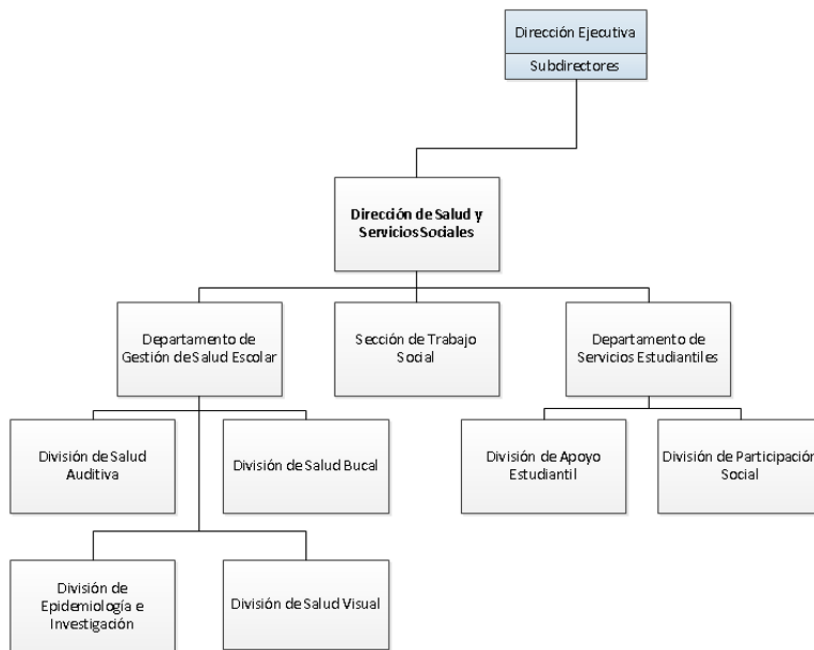 Dirección Ejecutiva
Subdirectores
Dirección de Salud y
Servicios Sociales
Departamento de
Gestión de Salud Escolar
Sección de Trabajo
Social
Departamento de
Servicios Estudiantiles
División de Salud
Auditiva
División de Salud Bucal
División de Apoyo
Estudiantil
División de Participación
Social
División de
Epidemiología e
Investigación
División de Salud Visual